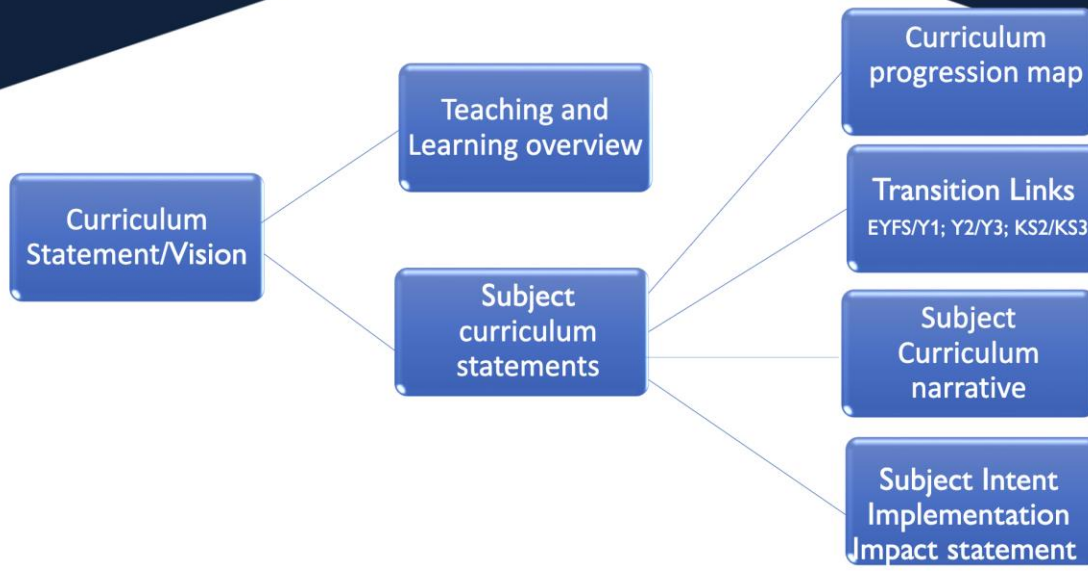 Curriculum
Statement/Vision
Teaching and
Learning overview
Subject
curriculum
statements
Curriculum
progression map
Transition Links
EYFS/Y1; Y2/Y3; KS2/KS3
Subject
Curriculum
narrative
Subject Intent
Implementation
Impact statement